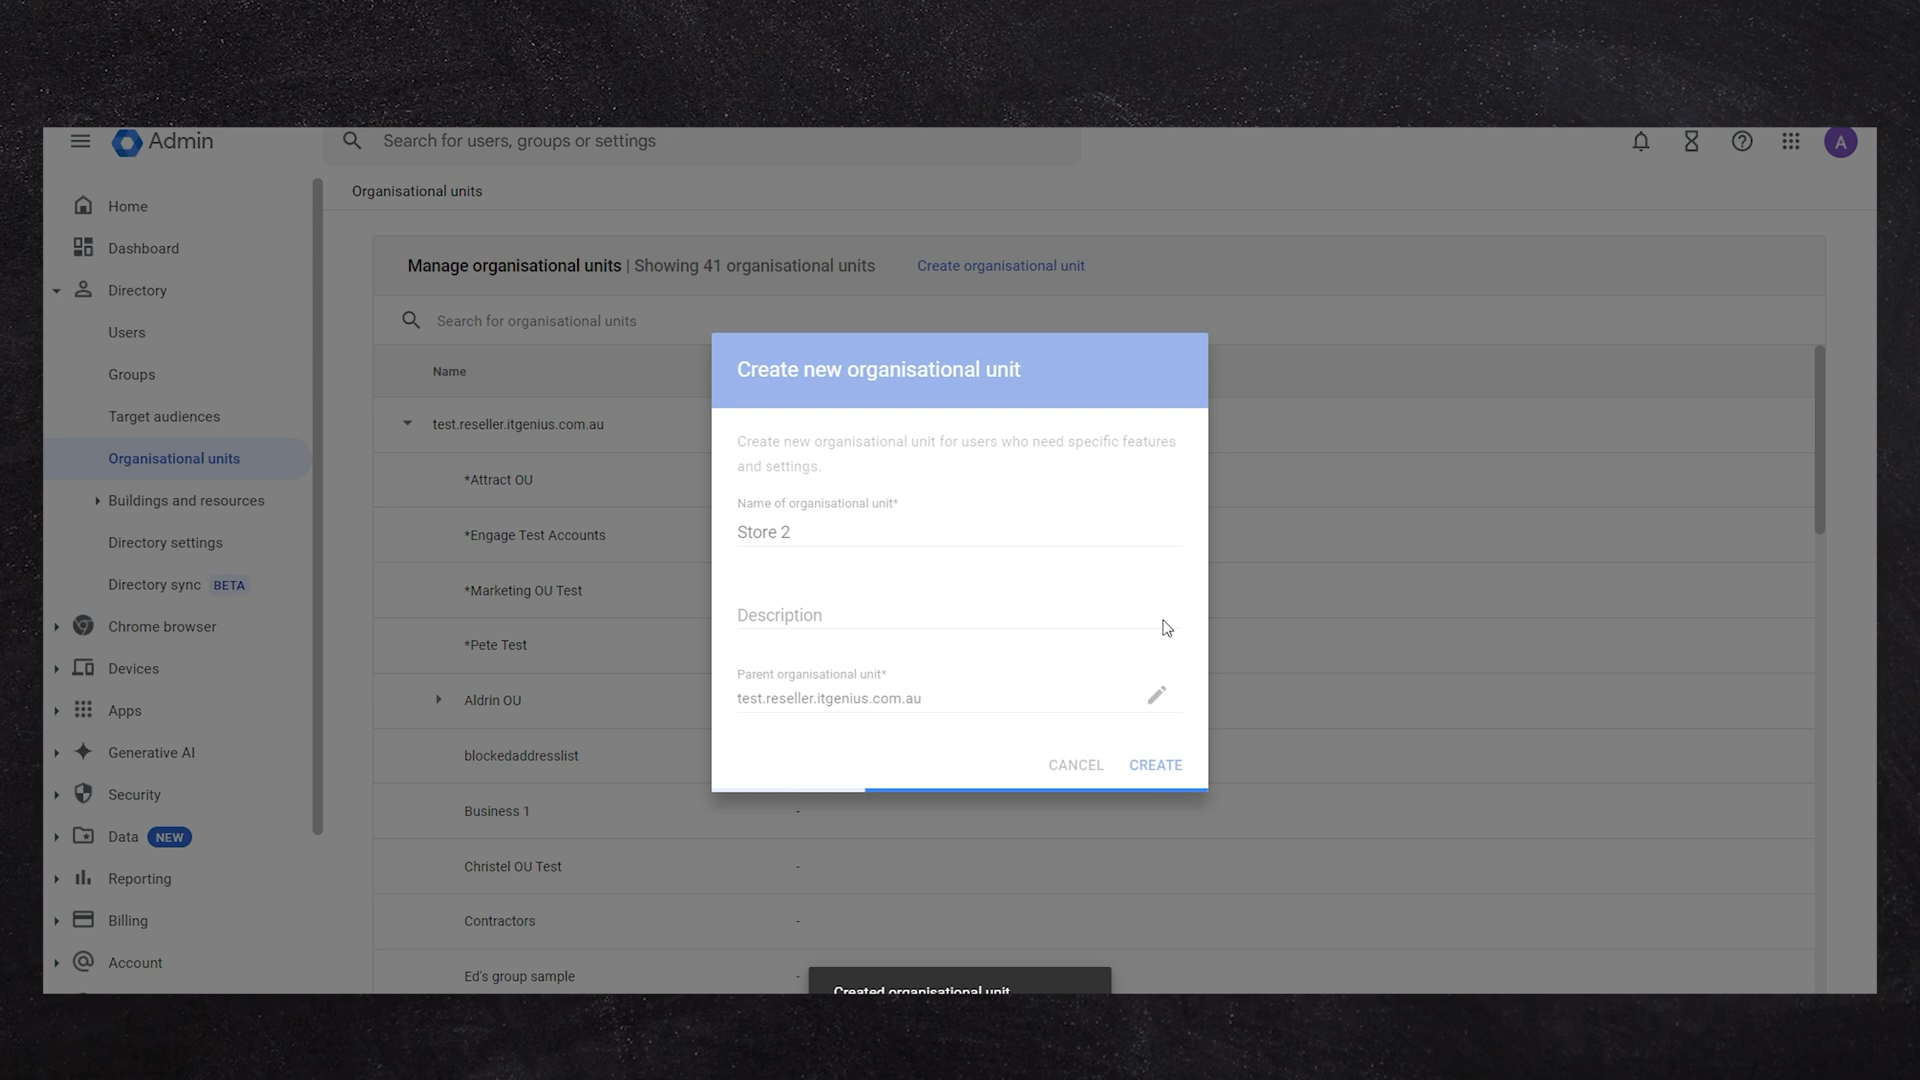 Admin
Search for users, groups or settings
A
Organisational units
Home
Dashboard
Directory
Users
Groups
Target audiences
Organisational units
Buildings and resources
Directory settings
Directory sync BETA
Chrome browser
Devices
Apps
Generative AI
Security
Data NEW
Reporting
Billing
Account
Manage organisational units | Showing 41 organisational units
Create organisational unit
Search for organisational units
Name
test.reseller.itgenius.com.au
*Attract OU
*Engage Test Accounts
*Marketing OU Test
*Pete Test
Aldrin OU
blockedaddresslist
Business 1 -
Christel OU Test -
Contractors -
Ed's group sample -
Create new organisational unit
Create new organisational unit for users who need specific features
and settings.
Name of organisational unit*
Store 2
Description
Parent organisational unit*
test.reseller.itgenius.com.au
CANCEL CREATE
Created organisational unit